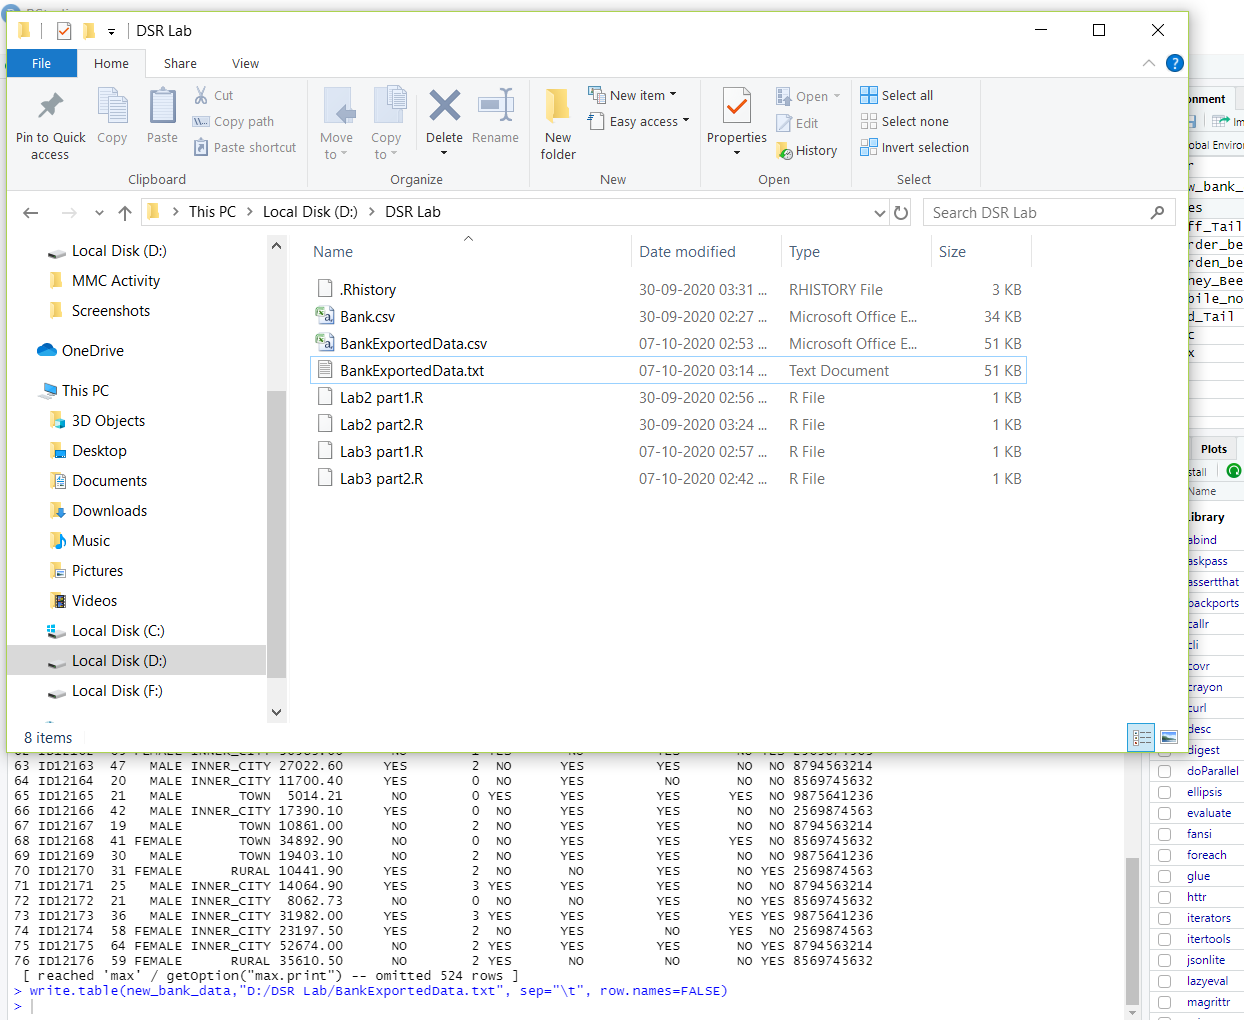 DSR Lab
File Home Share View
Pin to Quick access
Copy
Paste
Cut
Copy path
Paste shortcut
Clipboard
Move to
Copy to
Delete
Rename
Organize
New folder
New item
Easy access
New
Properties
Open
Edit
History
Open
Select all
Select none
Invert selection
Select
This PC > Local Disk (D:) > DSR Lab
Search DSR Lab
Local Disk (D:)
MMC Activity
Screenshots
OneDrive
This PC
3D Objects
Desktop
Documents
Downloads
Music
Pictures
Videos
Local Disk (C:)
Local Disk (D:)
Local Disk (F:)
Name Date modified Type Size
.Rhistory 30-09-2020 03:31 ... RHISTORY File 3 KB
Bank.csv 30-09-2020 02:27 ... Microsoft Office E... 34 KB
BankExportedData.csv 07-10-2020 02:53 ... Microsoft Office E... 51 KB
BankExportedData.txt 07-10-2020 03:14 ... Text Document 51 KB
Lab2 part1.R 30-09-2020 02:56 ... R File 1 KB
Lab2 part2.R 30-09-2020 03:24 ... R File 1 KB
Lab3 part1.R 07-10-2020 02:57 ... R File 1 KB
Lab3 part2.R 07-10-2020 02:42 ... R File 1 KB
8 items
63 ID12163 47 MALE INNER_CITY 27022.60 YES 2 NO YES YES NO NO 8794563214
64 ID12164 20 MALE INNER_CITY 11700.40 YES 0 NO YES NO NO NO 8569745632
65 ID12165 21 MALE TOWN 5014.21 NO 0 YES YES YES YES NO 9875641236
66 ID12166 42 MALE INNER_CITY 17390.10 YES 0 NO YES YES NO NO 2569874563
67 ID12167 19 MALE TOWN 10861.00 NO 2 NO YES YES NO NO 8794563214
68 ID12168 41 FEMALE TOWN 34892.90 NO 0 NO YES YES YES NO 8569745632
69 ID12169 30 MALE TOWN 19403.10 NO 2 NO YES YES NO NO 9875641236
70 ID12170 31 FEMALE RURAL 10441.90 YES 2 NO NO YES NO YES 2569874563
71 ID12171 25 MALE INNER_CITY 14064.90 YES 3 YES YES YES NO NO 8794563214
72 ID12172 21 MALE INNER_CITY 8062.73 NO 0 NO NO YES NO YES 8569745632
73 ID12173 36 MALE INNER_CITY 31982.00 YES 3 YES YES YES YES YES 9875641236
74 ID12174 58 FEMALE INNER_CITY 23197.50 YES 2 NO YES NO YES NO 2569874563
75 ID12175 64 FEMALE INNER_CITY 52674.00 NO 2 YES YES YES NO YES 8794563214
76 ID12176 59 FEMALE RURAL 35610.50 NO 2 YES NO YES NO NO 8569745632
[ reached 'max' / getOption("max.print") -- omitted 524 rows ]
> write.table(new_bank_data,"D:/DSR Lab/BankExportedData.txt", sep="\t", row.names=FALSE)
>
Plots
Name
desc
digest
doParallel
ellipsis
evaluate
fansi
foreach
glue
httr
iterators
itertools
jsonlite
lazyeval
magrittr